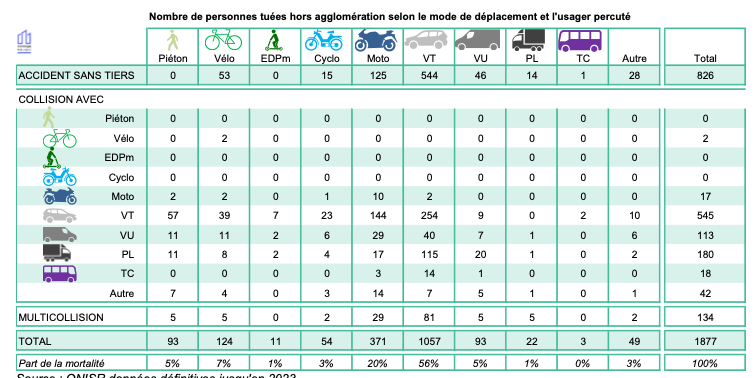 Nombre de personnes tuées hors agglomération selon le mode de déplacement et l'usager percuté
Piéton Vélo EDPm Cyclo Moto VT VU PL TC Autre Total
ACCIDENT SANS TIERS 0 53 0 15 125 544 46 14 1 28 826
COLLISION AVEC
Piéton 0 0 0 0 0 0 0 0 0 0 0
Vélo 0 2 0 0 0 0 0 0 0 0 2
EDPm 0 0 0 0 0 0 0 0 0 0 0
Cyclo 0 0 0 0 0 0 0 0 0 0 0
Moto 2 2 0 1 10 2 0 0 0 0 17
VT 57 39 7 23 144 254 9 0 2 10 545
VU 11 11 2 6 29 40 7 1 0 6 113
PL 11 8 2 4 17 115 20 1 0 2 180
TC 0 0 0 0 3 14 1 0 0 0 18
Autre 7 4 0 3 14 7 5 1 0 1 42
MULTICOLLISION 5 5 0 2 29 81 5 5 0 2 134
TOTAL 93 124 11 54 371 1057 93 22 3 49 1877
Part de la mortalité 5% 7% 1% 3% 20% 56% 5% 1% 0% 3% 100%
Source : ONISR données définitives jusqu'en 2023